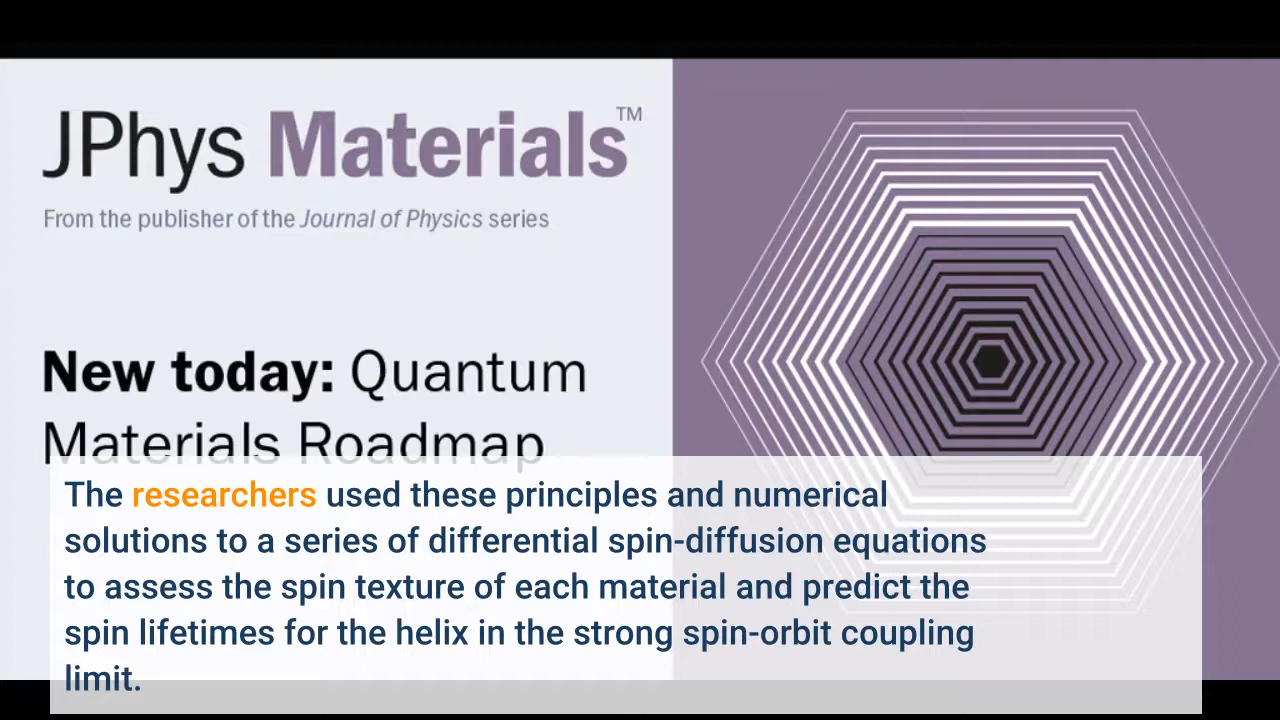 JPhys Materials™
From the publisher of the Journal of Physics series
New today: Quantum
Materials Roadmap
The researchers used these principles and numerical
solutions to a series of differential spin-diffusion equations
to assess the spin texture of each material and predict the
spin lifetimes for the helix in the strong spin-orbit coupling
limit.